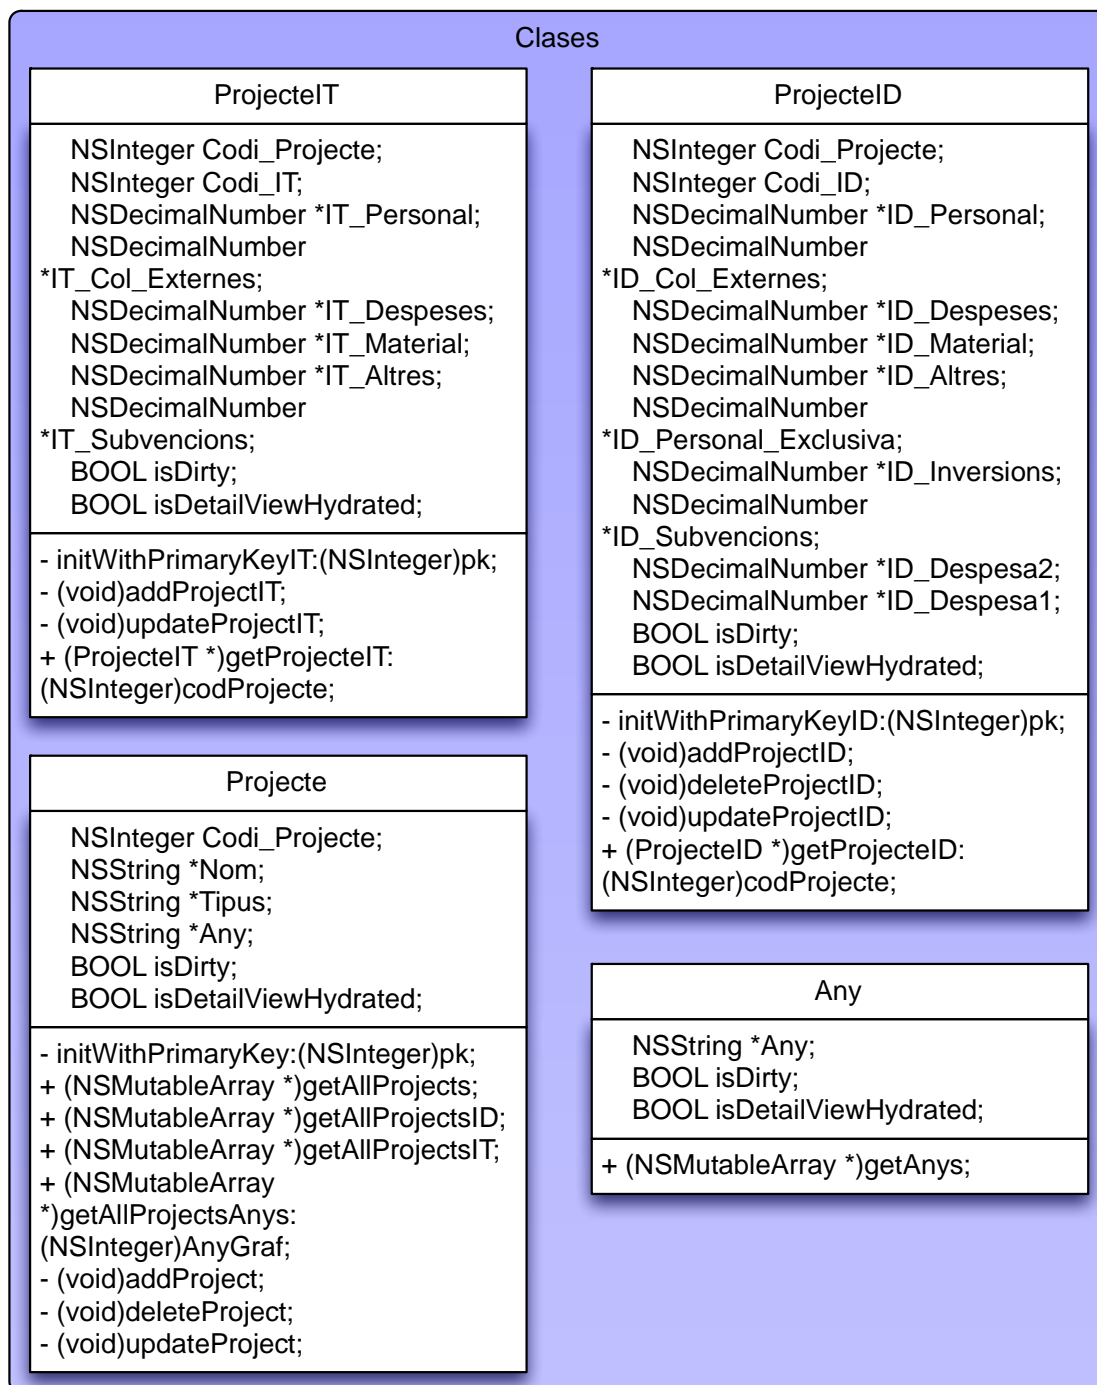 Clases
ProjecteIT
NSInteger Codi_Projecte;
NSInteger Codi_IT;
NSDecimalNumber *IT_Personal;
NSDecimalNumber
*IT_Col_Externes;
NSDecimalNumber *IT_Despeses;
NSDecimalNumber *IT_Material;
NSDecimalNumber *IT_Altres;
NSDecimalNumber
*IT_Subvencions;
BOOL isDirty;
BOOL isDetailViewHydrated;
- initWithPrimaryKeyIT:(NSInteger)pk;
- (void)addProjectIT;
- (void)updateProjectIT;
+ (ProjecteIT *)getProjecteIT:
(NSInteger)codProjecte;
ProjecteID
NSInteger Codi_Projecte;
NSInteger Codi_ID;
NSDecimalNumber *ID_Personal;
NSDecimalNumber
*ID_Col_Externes;
NSDecimalNumber *ID_Despeses;
NSDecimalNumber *ID_Material;
NSDecimalNumber *ID_Altres;
NSDecimalNumber
*ID_Personal_Exclusiva;
NSDecimalNumber *ID_Inversions;
NSDecimalNumber
*ID_Subvencions;
NSDecimalNumber *ID_Despesa2;
NSDecimalNumber *ID_Despesa1;
BOOL isDirty;
BOOL isDetailViewHydrated;
- initWithPrimaryKeyID:(NSInteger)pk;
- (void)addProjectID;
- (void)deleteProjectID;
- (void)updateProjectID;
+ (ProjecteID *)getProjecteID:
(NSInteger)codProjecte;
Projecte
NSInteger Codi_Projecte;
NSString *Nom;
NSString *Tipus;
NSString *Any;
BOOL isDirty;
BOOL isDetailViewHydrated;
- initWithPrimaryKey:(NSInteger)pk;
+ (NSMutableArray *)getAllProjects;
+ (NSMutableArray *)getAllProjectsID;
+ (NSMutableArray *)getAllProjectsIT;
+ (NSMutableArray
*)getAllProjectsAnys:
(NSInteger)AnyGraf;
- (void)addProject;
- (void)deleteProject;
- (void)updateProject;
Any
NSString *Any;
BOOL isDirty;
BOOL isDetailViewHydrated;
+ (NSMutableArray *)getAnys;